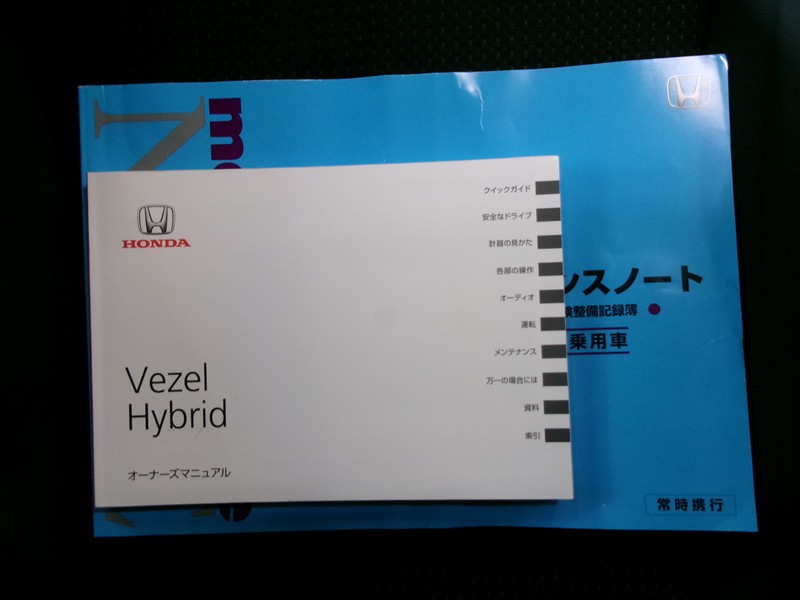 HONDA
Vezel
Hybrid
オーナーズマニュアル
クイックガイド
安全なドライブ
計器の見かた
各部の操作
オーディオ
運転
メンテナンス
万一の場合には
資料
索引
ンスノート
検整備記録簿
乗用車
常時携行